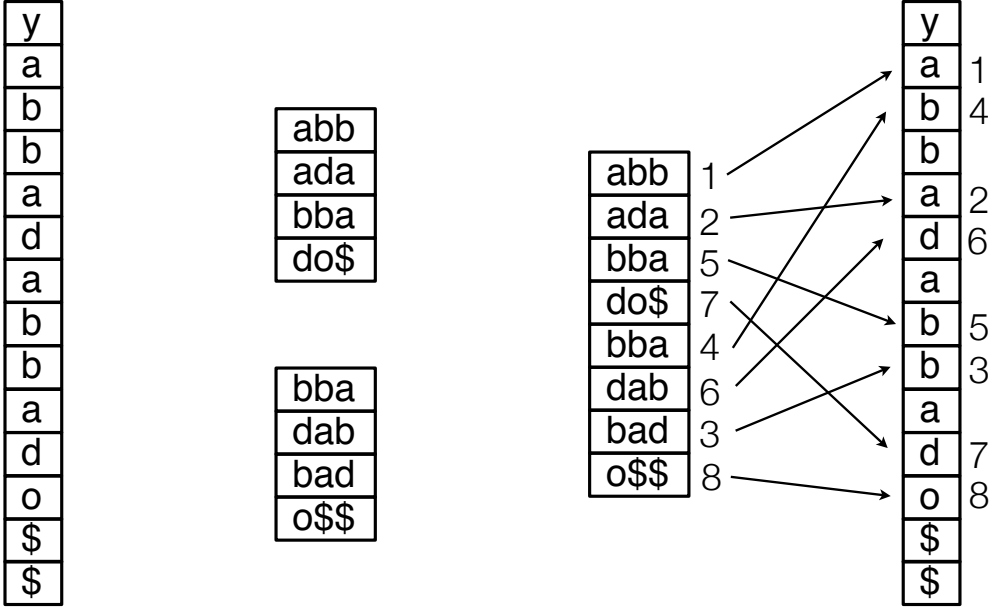 y
a
b
b
a
d
a
b
b
a
d
o
$
$
abb
ada
bba
do$
bba
dab
bad
o$$
abb 1
ada 2
bba 5
do$ 7
bba 4
dab 6
bad 3
o$$ 8
y
a 1
b 4
b
a 2
d 6
a
b 5
b 3
a
d 7
o 8
$
$